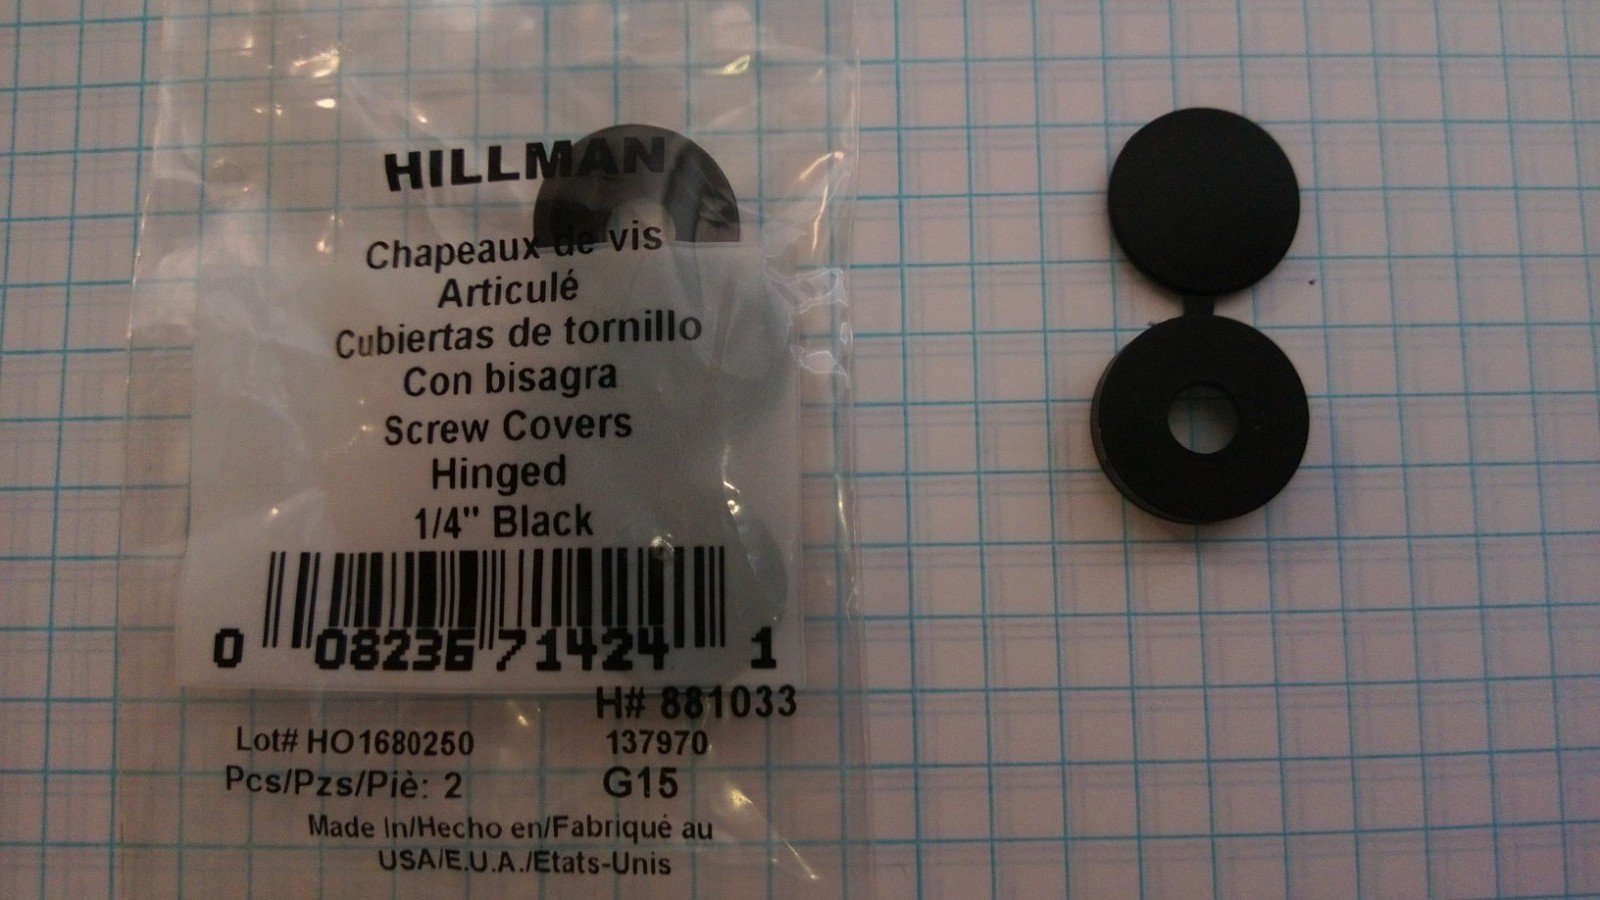 HILLMAN
Chapeaux de vis
Articulé
Cubiertas de tornillo
Con bisagra
Screw Covers
Hinged
1/4" Black
0 08236 71424 1
H# 881033
Lot# HO1680250 137970
Pcs/Pzs/Piè: 2 G15
Made In/Hecho en/Fabriqué au
USA/E.U.A./Etats-Unis